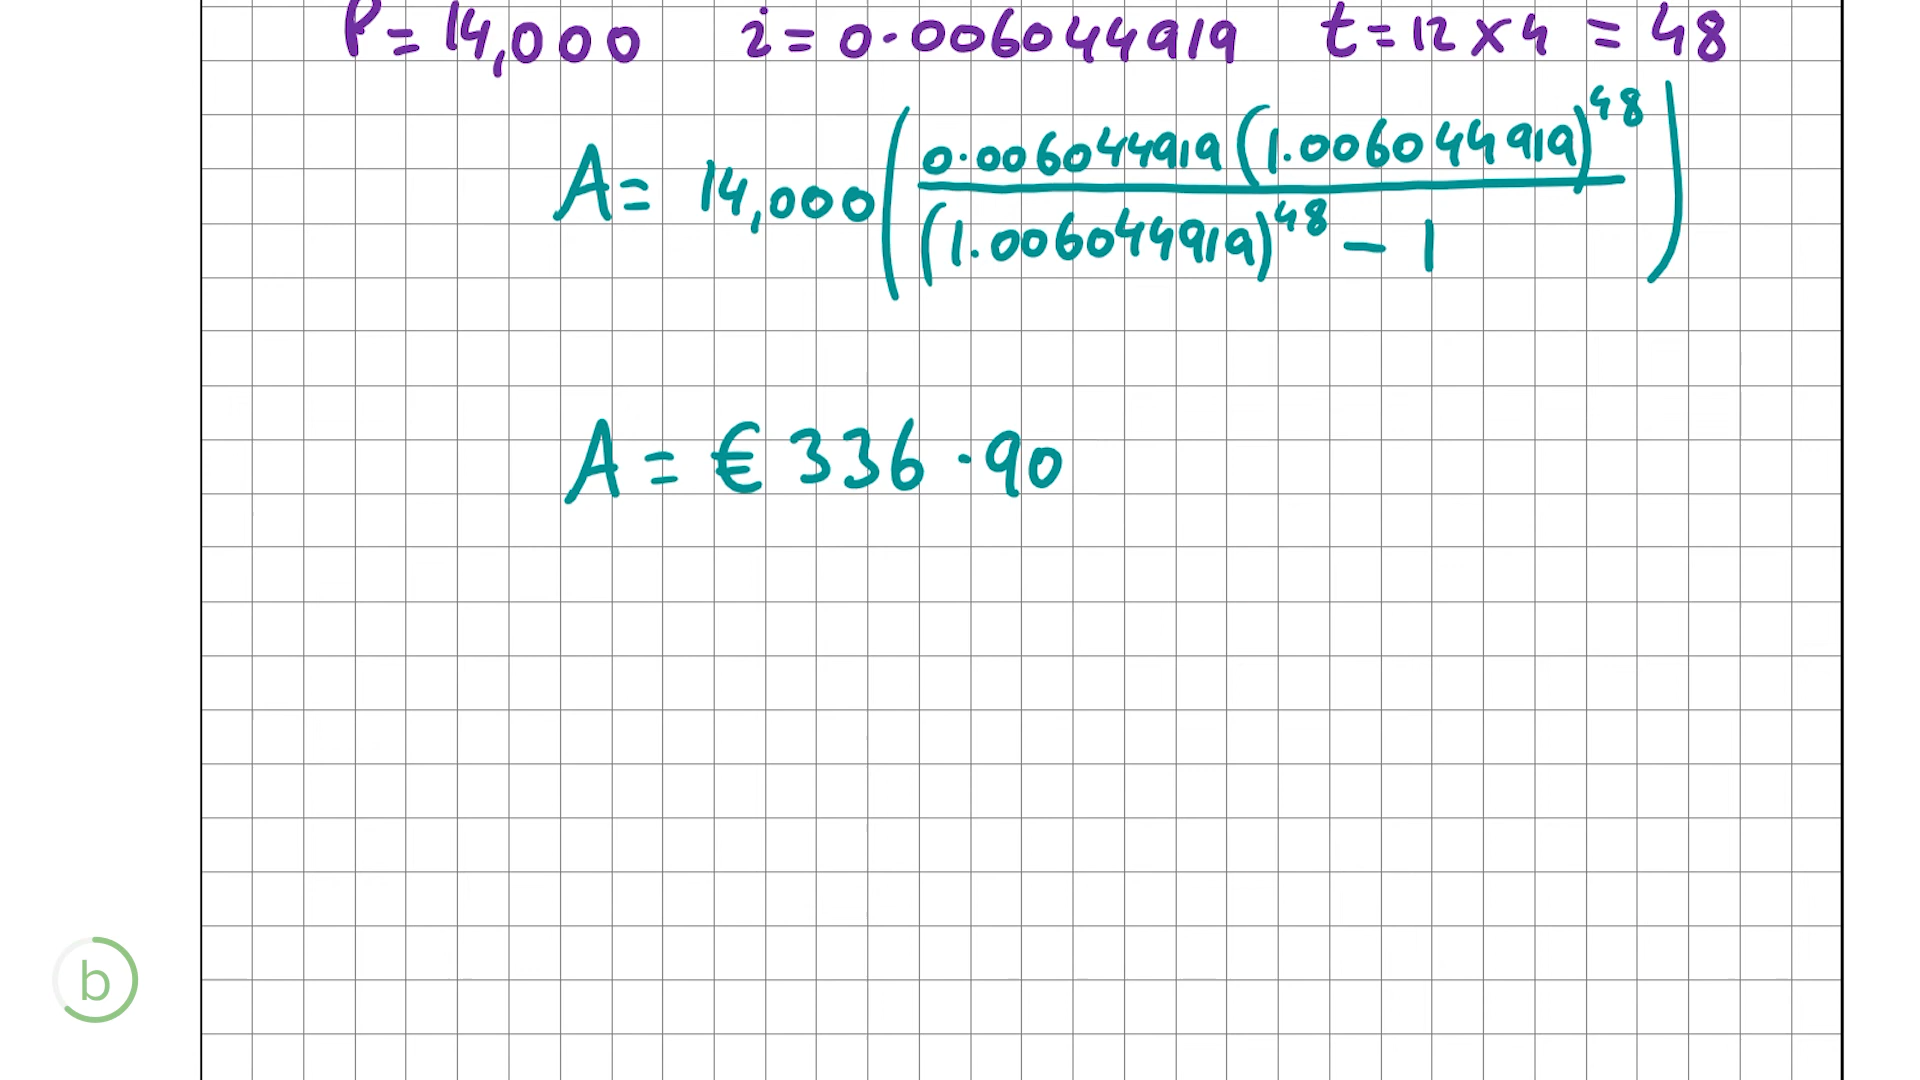 P = 14,000 i = 0.006044919 t = 12 x 4 = 48
A = 14,000 ( 0.006044919 (1.006044919)^48 / (1.006044919)^48 - 1 )
A = € 336.90
b